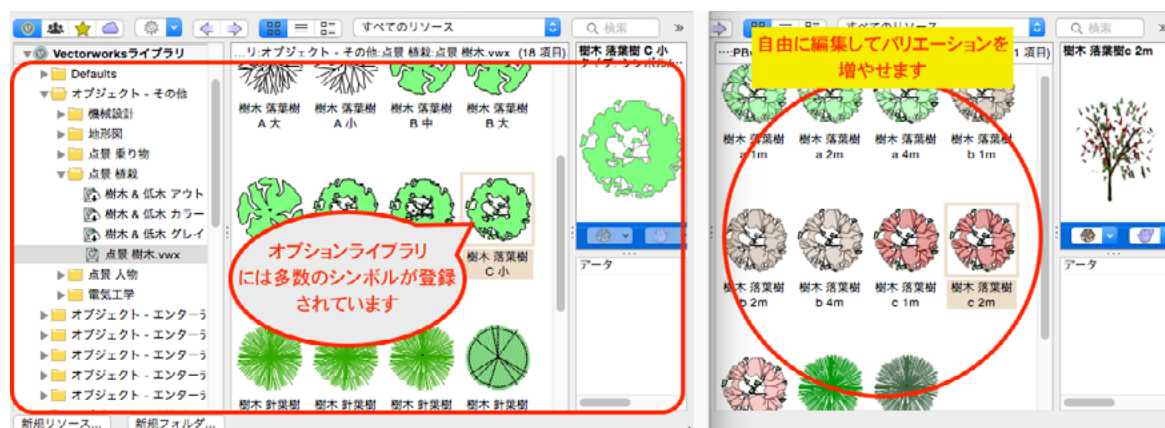 すべてのリソース
検索
»
Vectorworksライブラリ
Defaults
オブジェクト - その他
機械設計
地形図
点景 乗り物
点景 植栽
樹木 & 低木 アウト
樹木 & 低木 カラー
樹木 & 低木 グレイ
点景 樹木.vwx
点景 人物
電気工学
オブジェクト - エンターテ
オブジェクト - エンターテ
オブジェクト - エンターテ
オブジェクト - エンターテ
オブジェクト - エンターテ
新規リソース...
新規フォルダ...
...リ:オブジェクト - その他:点景 植栽:点景 樹木.vwx (18 項目)
樹木 落葉樹 A 大
樹木 落葉樹 A 小
樹木 落葉樹 B 中
樹木 落葉樹 B 大
樹木 落葉樹 C 小
オプションライブラリ
には多数のシンボルが登録
されています
樹木 針葉樹
樹木 針葉樹
樹木 針葉樹
樹木 針葉樹
樹木 落葉樹 C 小
データ
すべてのリソース
検索
»
自由に編集してバリエーションを
増やせます
樹木 落葉樹 a 1m
樹木 落葉樹 a 2m
樹木 落葉樹 a 4m
樹木 落葉樹 b 1m
樹木 落葉樹 b 2m
樹木 落葉樹 b 4m
樹木 落葉樹 c 1m
樹木 落葉樹 c 2m
樹木 落葉樹c 2m
データ